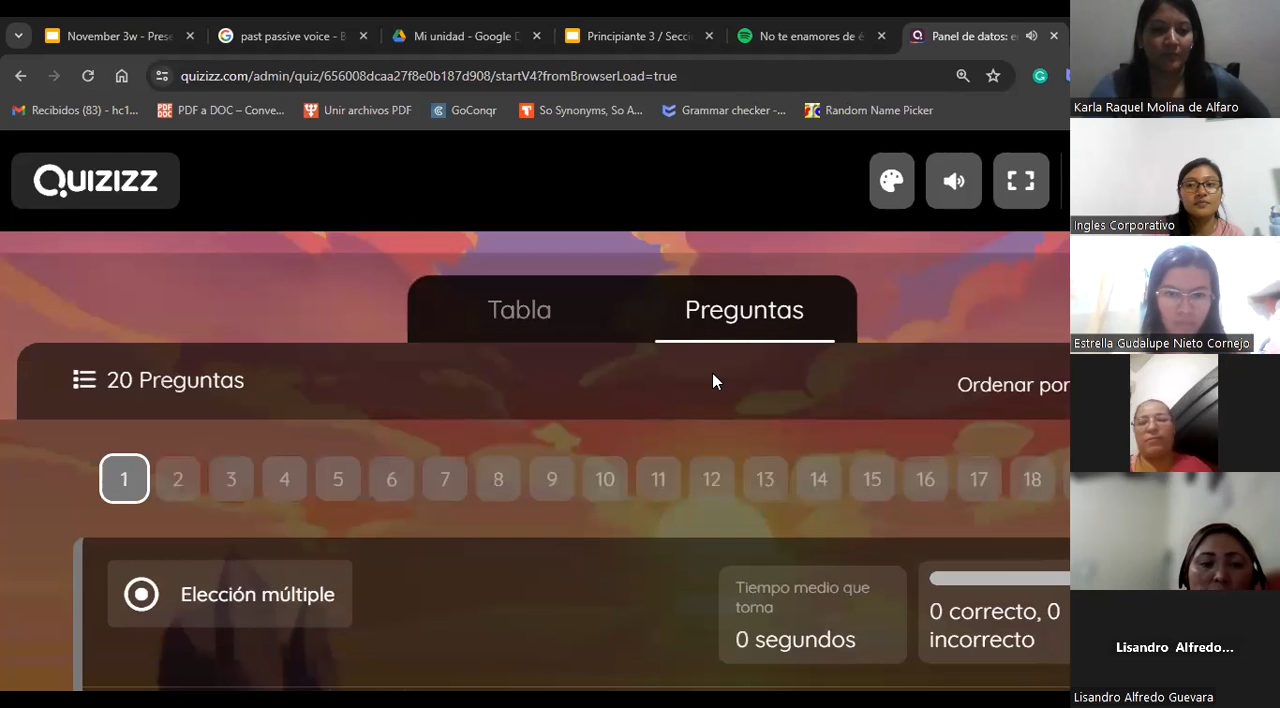 November 3w - Pres
past passive voice - B
Mi unidad - Google D
Principiante 3 / Secci
No te enamores de é
Panel de datos: e
quizizz.com/admin/quiz/656008dcaa27f8e0b187d908/startV4?fromBrowserLoad=true
Recibidos (83) - hc1...
PDF a DOC – Conve...
Unir archivos PDF
GoConqr
So Synonyms, So A...
Grammar checker -...
Random Name Picker
QUIZIZZ
Tabla
Preguntas
20 Preguntas
Ordenar por
1 2 3 4 5 6 7 8 9 10 11 12 13 14 15 16 17 18
Elección múltiple
Tiempo medio que
toma
0 segundos
0 correcto, 0
incorrecto
Karla Raquel Molina de Alfaro
Ingles Corporativo
Estrella Gudalupe Nieto Cornejo
Lisandro Alfredo...
Lisandro Alfredo Guevara